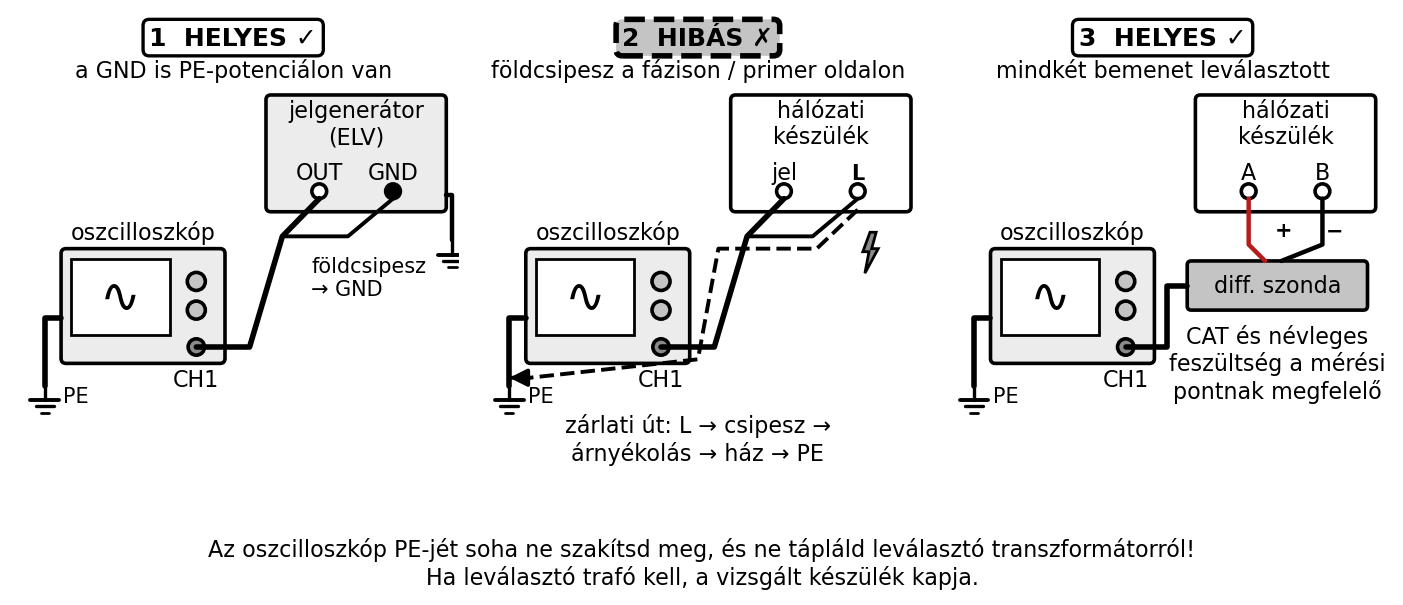 1 HELYES ✓
a GND is PE-potenciálon van
jelgenerátor
(ELV)
OUT GND
oszcilloszkóp
földcsipesz
→ GND
CH1
PE
2 HIBÁS ✗
földcsipesz a fázison / primer oldalon
hálózati
készülék
jel L
oszcilloszkóp
CH1
PE
zárlati út: L → csipesz →
árnyékolás → ház → PE
3 HELYES ✓
mindkét bemenet leválasztott
hálózati
készülék
A B
+ −
oszcilloszkóp
diff. szonda
CAT és névleges
feszültség a mérési
pontnak megfelelő
CH1
PE
Az oszcilloszkóp PE-jét soha ne szakítsd meg, és ne tápláld leválasztó transzformátorról!
Ha leválasztó trafó kell, a vizsgált készülék kapja.